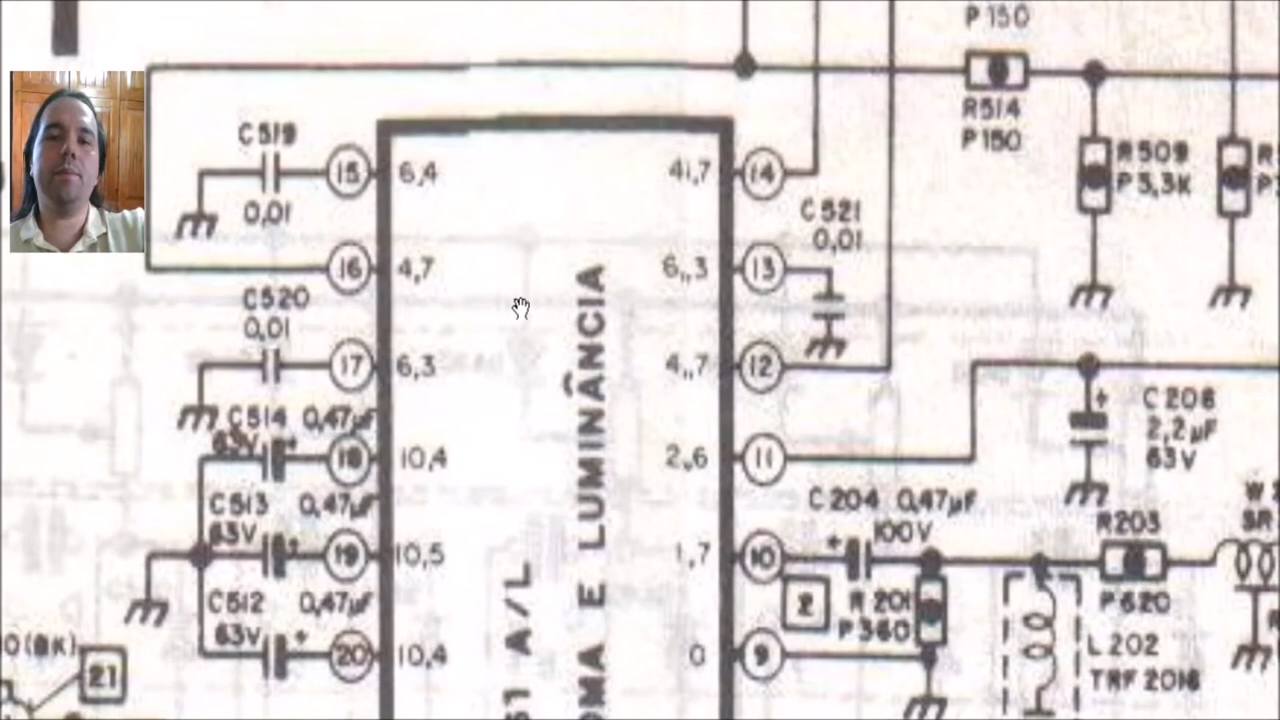 P 150
R514
P150
R509
P3,3K
C519
0,01
15
6,4
41,7
14
C521
0,01
16
4,7
6,3
13
C520
0,01
17
6,3
4,7
12
C514 0,47µF
63V
18
10,4
2,6
11
C206
2,2µF
63V
C513 0,47µF
63V
19
10,5
1,7
10
C204 0,47µF
100V
R203
P620
2
R201
P360
C512 0,47µF
63V
20
10,4
0
9
L202
21
A/L
OMA E LUMINÂNCIA